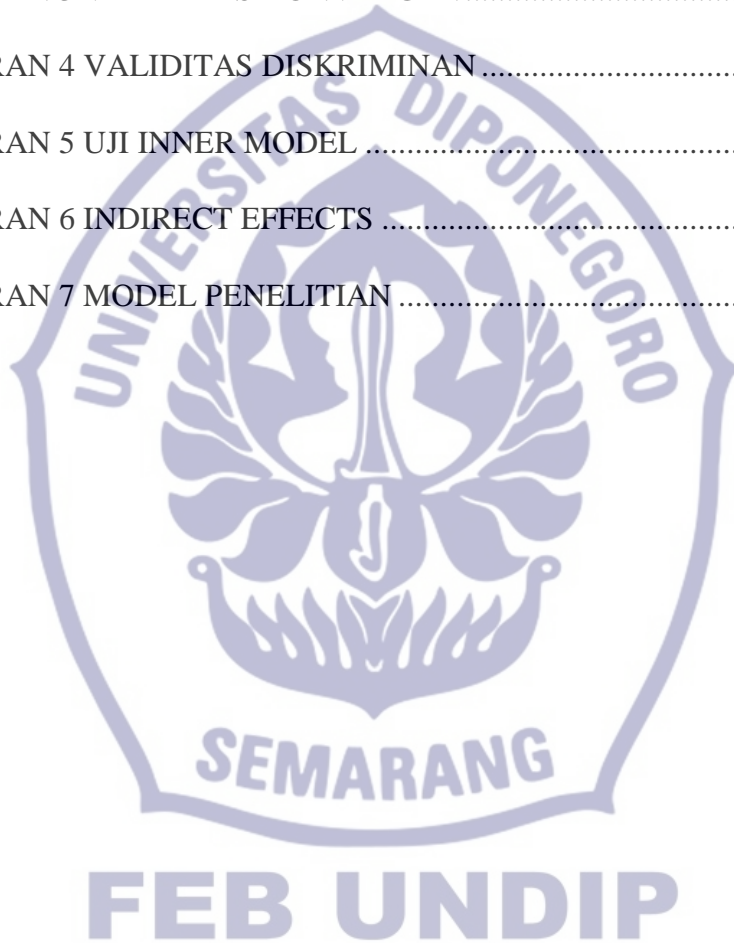 RAN 4 VALIDITAS DISKRIMINAN ........................................
RAN 5 UJI INNER MODEL ........................................................
RAN 6 INDIRECT EFFECTS ......................................................
RAN 7 MODEL PENELITIAN ....................................................
UNIVERSITAS DIPONEGORO
SEMARANG
FEB UNDIP